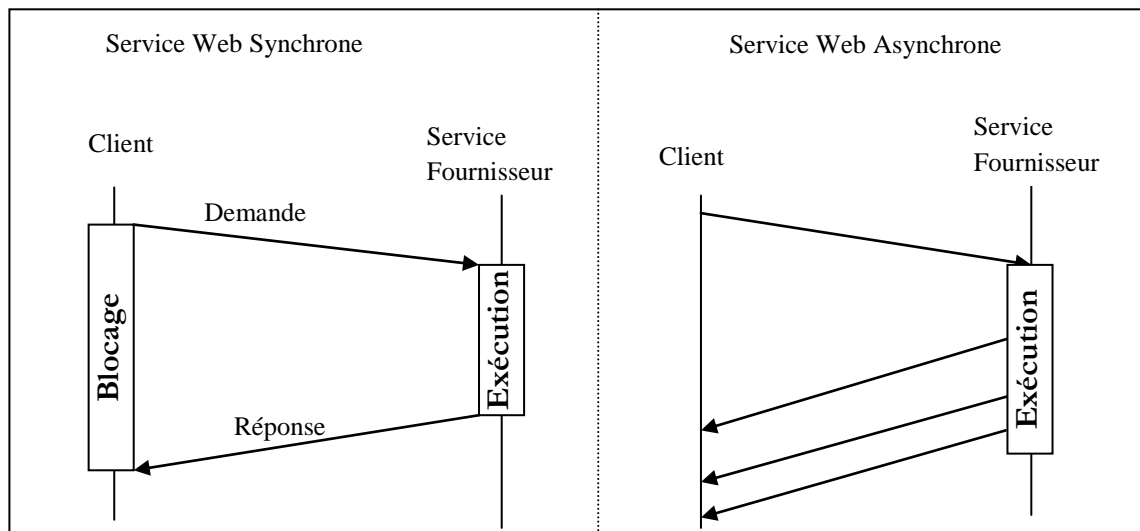 Service Web Synchrone
Client
Service
Fournisseur
Demande
Blocage
Exécution
Réponse
Service Web Asynchrone
Client
Service
Fournisseur
Exécution